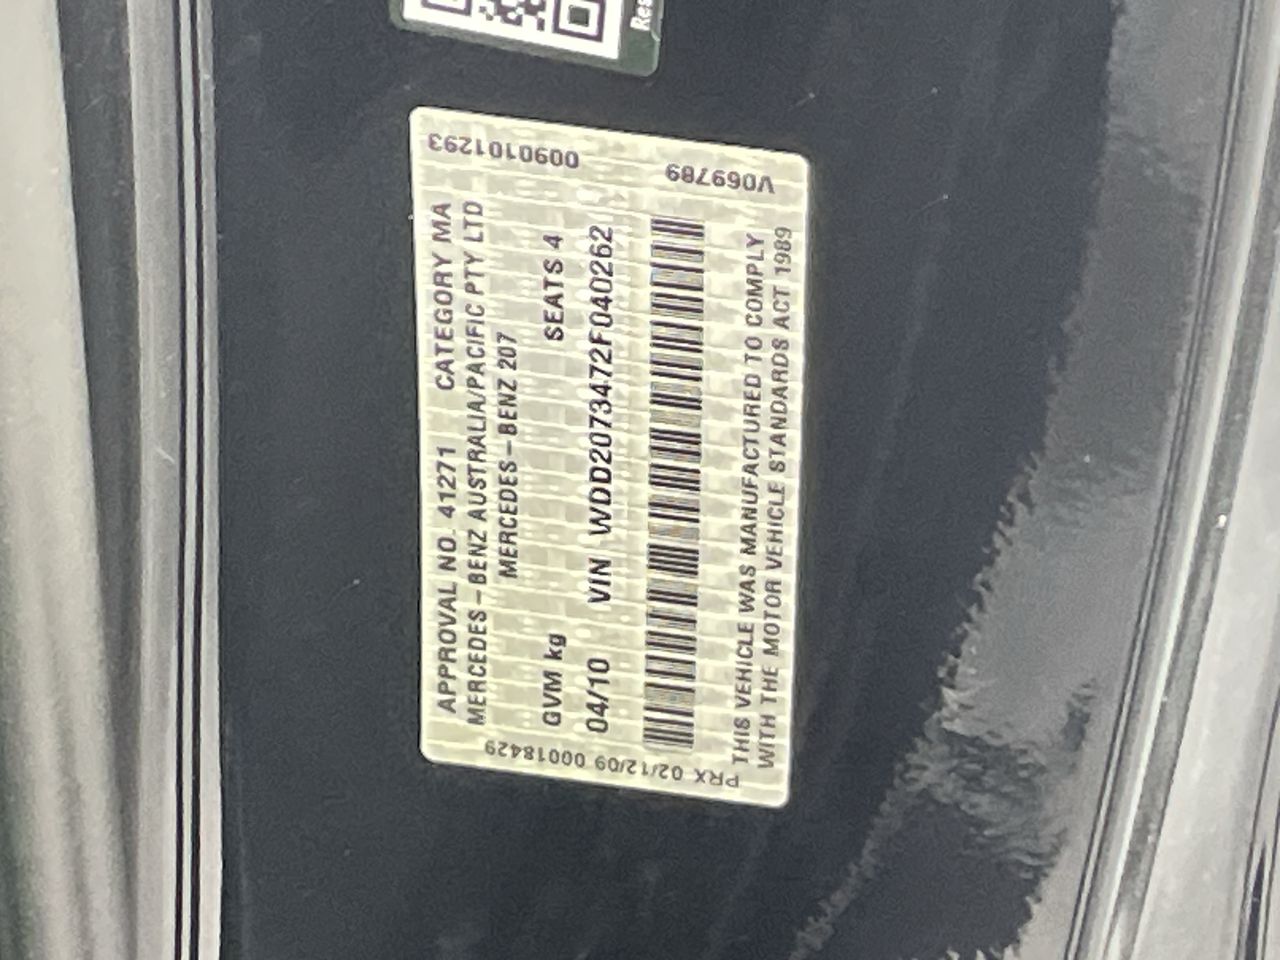 Res
0090101293
V069789
APPROVAL NO. 41271 CATEGORY MA
MERCEDES-BENZ AUSTRALIA/PACIFIC PTY LTD
MERCEDES-BENZ 207
GVM kg SEATS 4
04/10 VIN WDD2073472F040262
THIS VEHICLE WAS MANUFACTURED TO COMPLY
WITH THE MOTOR VEHICLE STANDARDS ACT 1989
PRX 02/12/09 00018429